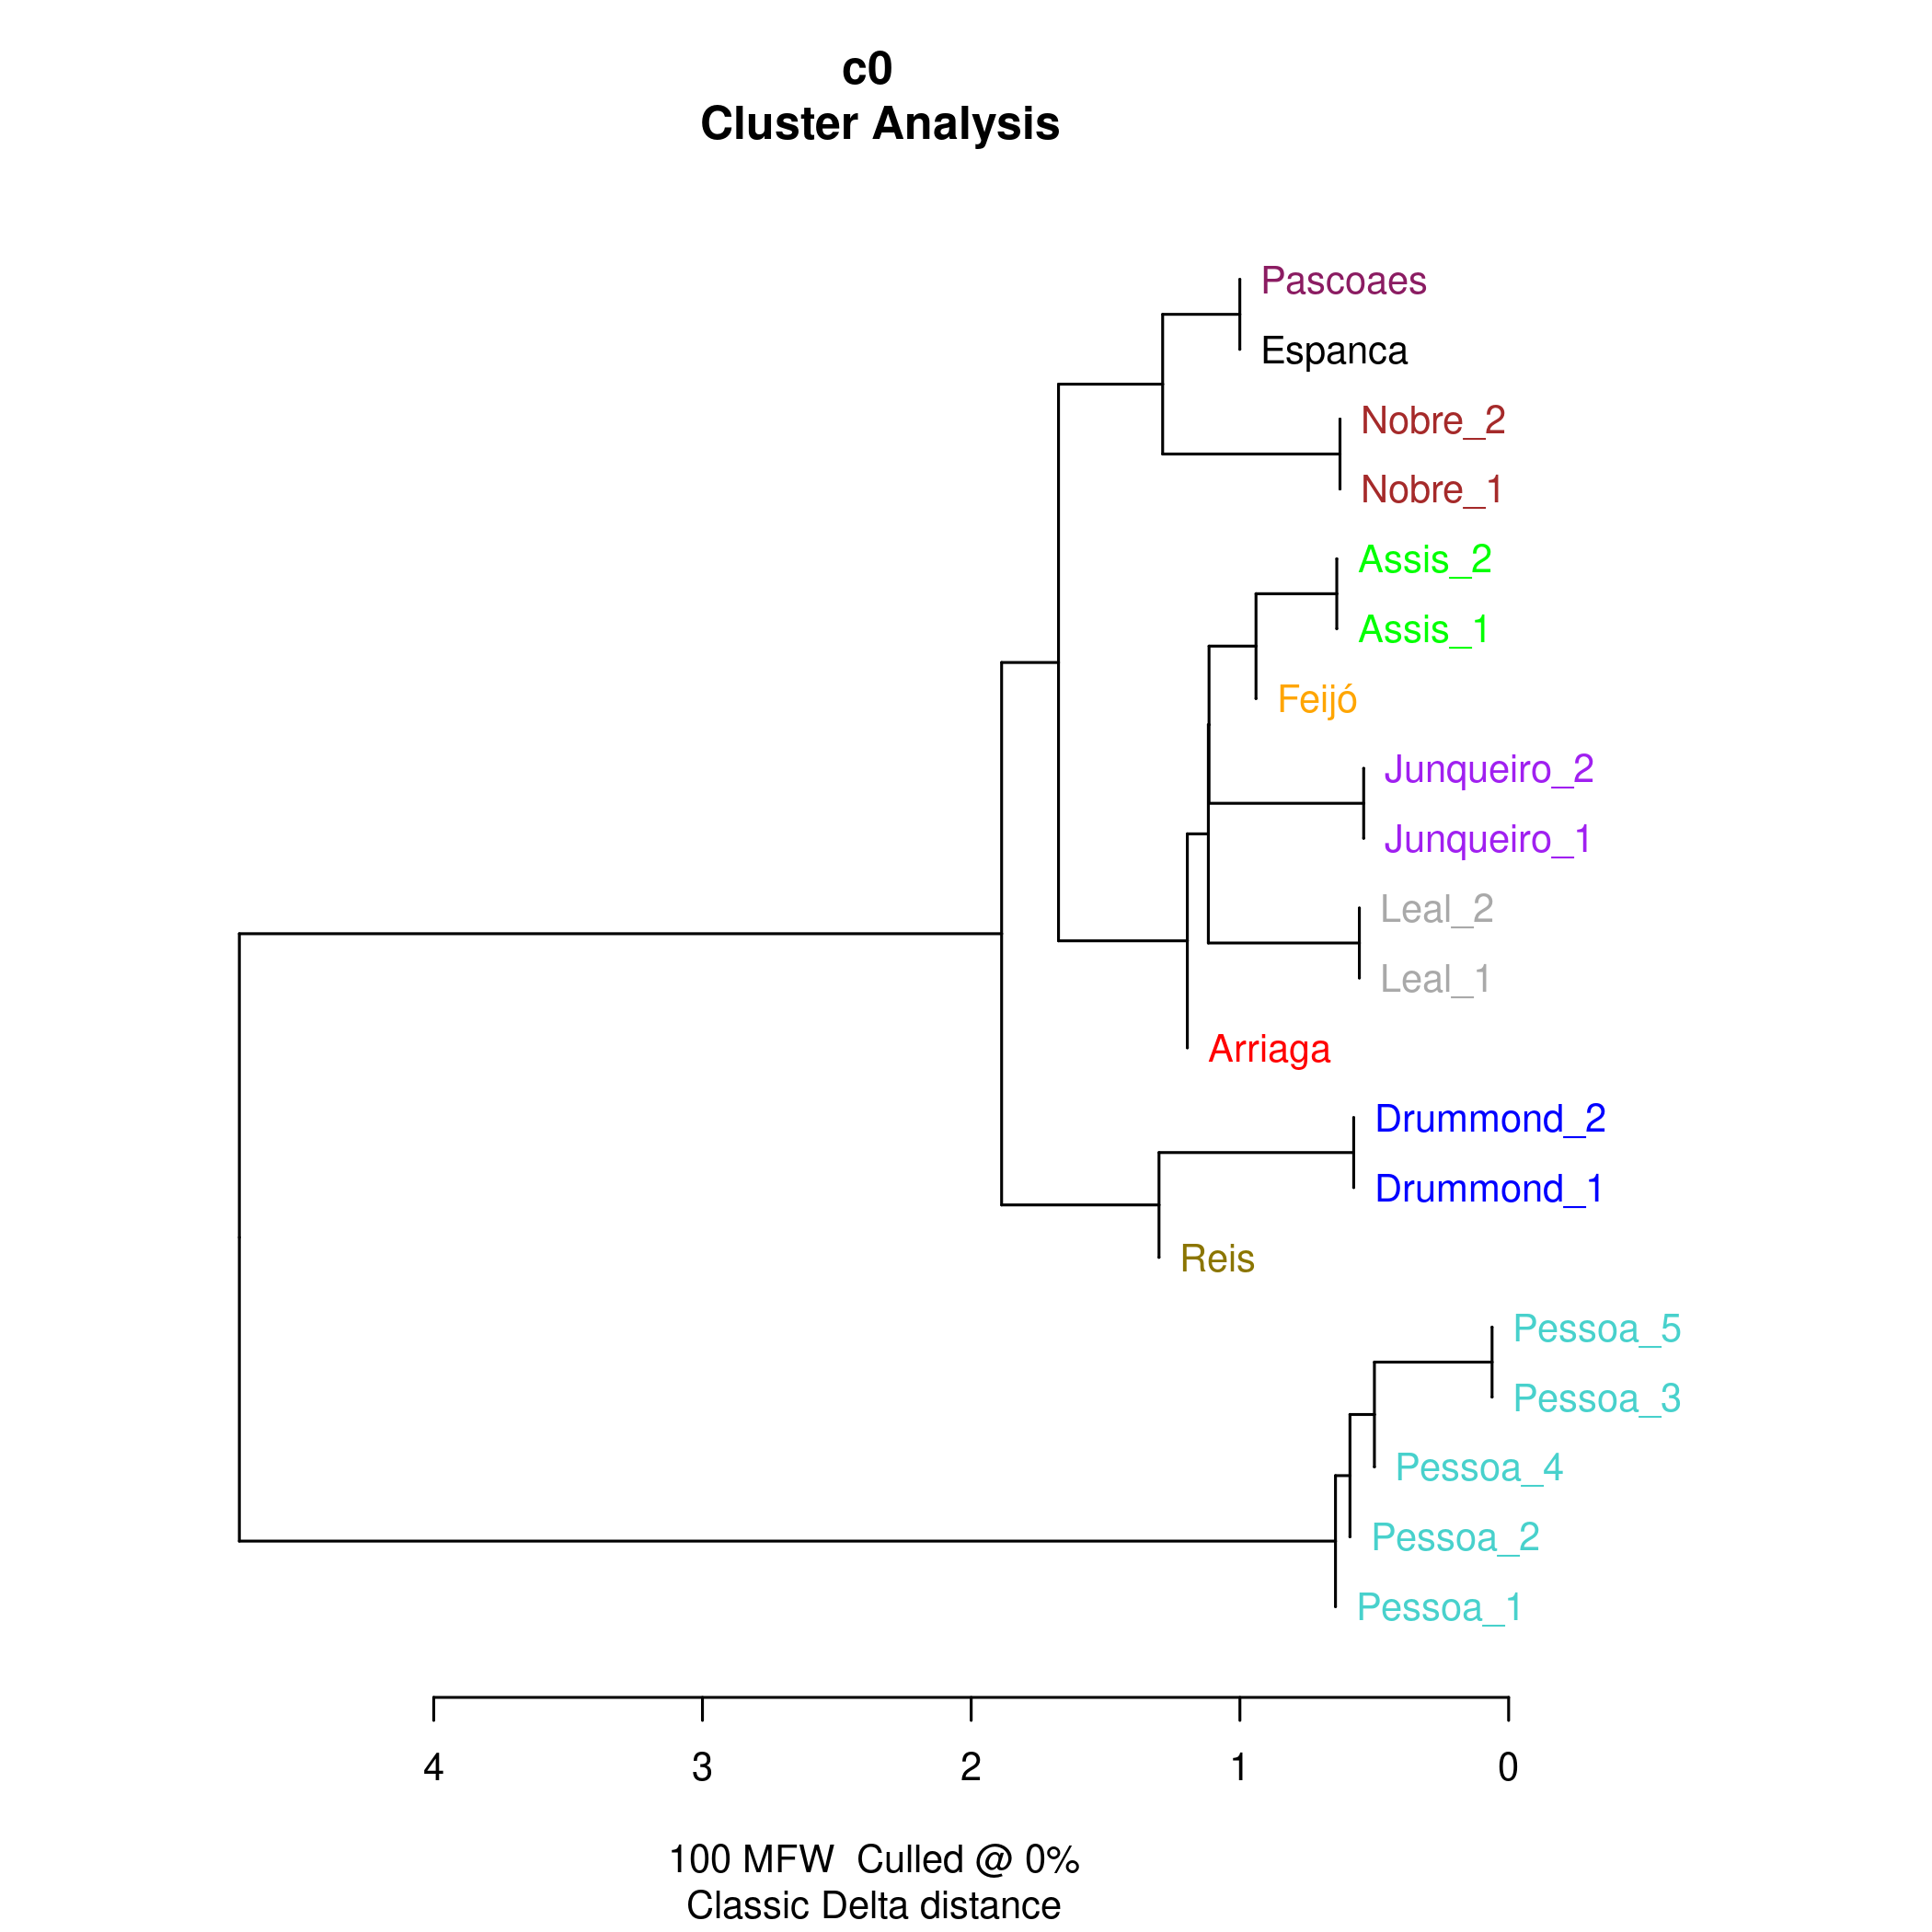 c0
Cluster Analysis
Pascoaes
Espanca
Nobre_2
Nobre_1
Assis_2
Assis_1
Feijó
Junqueiro_2
Junqueiro_1
Leal_2
Leal_1
Arriaga
Drummond_2
Drummond_1
Reis
Pessoa_5
Pessoa_3
Pessoa_4
Pessoa_2
Pessoa_1
4 3 2 1 0
100 MFW  Culled @ 0%
Classic Delta distance